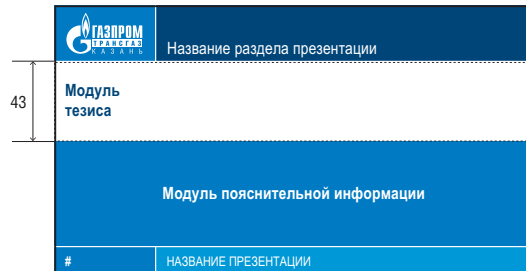 ГАЗПРОМ
ТРАНСГАЗ
КАЗАНЬ
Название раздела презентации
43
Модуль
тезиса
Модуль пояснительной информации
# НАЗВАНИЕ ПРЕЗЕНТАЦИИ